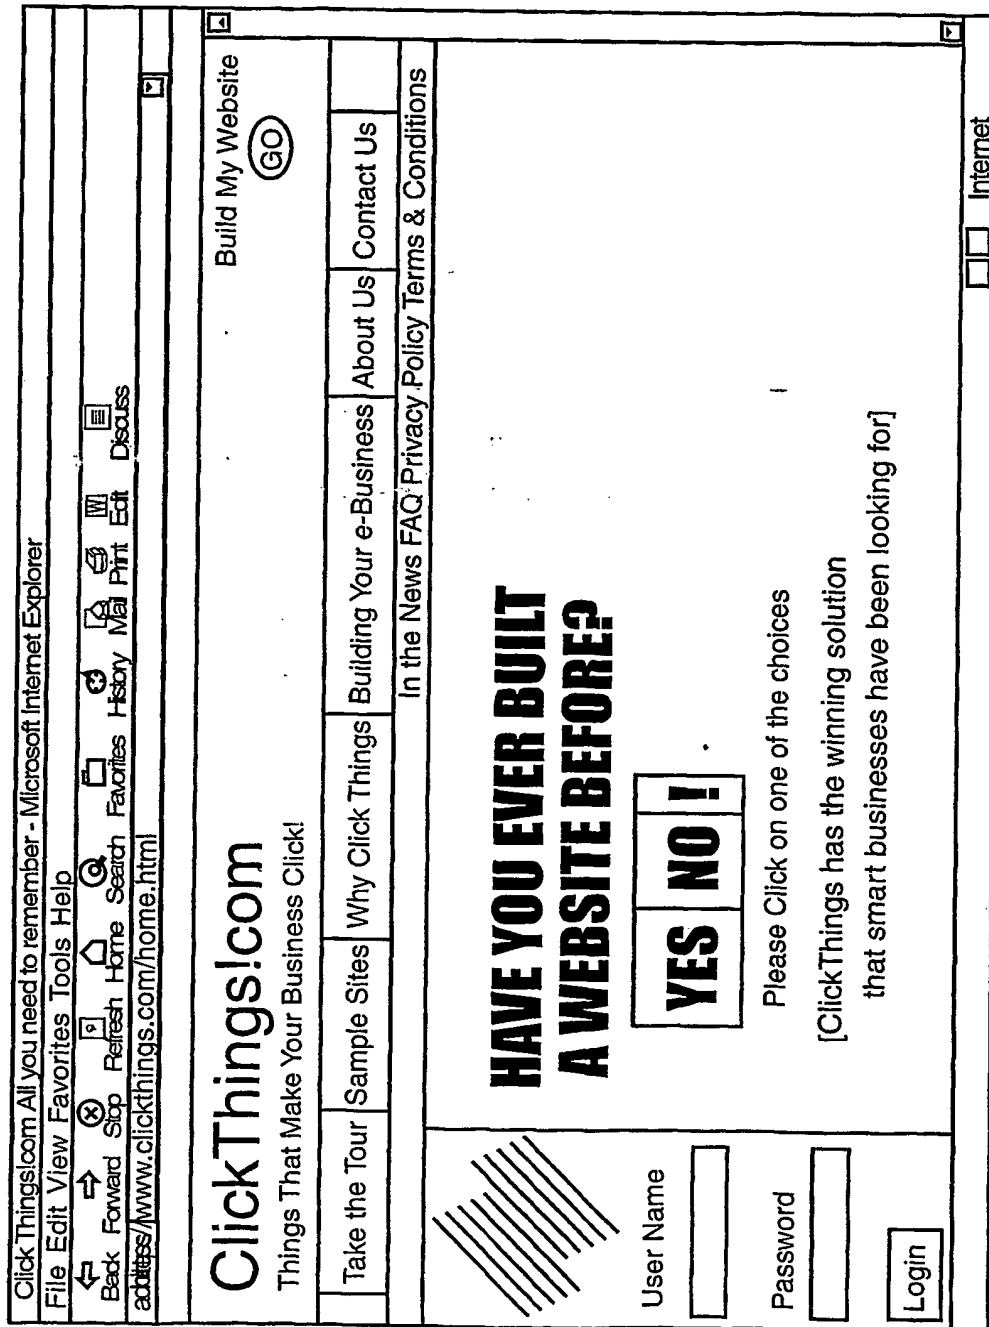 Click Things!com All you need to remember - Microsoft Internet Explorer
File Edit View Favorites Tools Help
Back Forward Stop Refresh Home Search Favorites History Mail Print Edit Discuss
address//www.clickthings.com/home.html
ClickThings!com
Build My Website
Things That Make Your Business Click!
GO
Take the Tour Sample Sites Why Click Things Building Your e-Business About Us Contact Us
In the News FAQ Privacy Policy Terms & Conditions
HAVE YOU EVER BUILT
A WEBSITE BEFORE?
YES NO !
Please Click on one of the choices
[ClickThings has the winning solution
that smart businesses have been looking for]
User Name
Password
Login
Internet